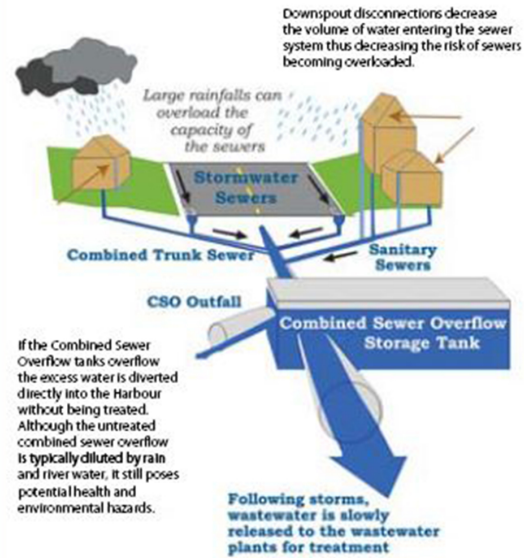 Downspout disconnections decrease
the volume of water entering the sewer
system thus decreasing the risk of sewers
becoming overloaded.
Large rainfalls can
overload the
capacity of
the sewers
Stormwater
Sewers
Combined Trunk Sewer
Sanitary
Sewers
CSO Outfall
Combined Sewer Overflow
Storage Tank
If the Combined Sewer
Overflow tanks overflow
the excess water is diverted
directly into the Harbour
without being treated.
Although the untreated
combined sewer overflow
is typically diluted by rain
and river water, it still poses
potential health and
environmental hazards.
Following storms,
wastewater is slowly
released to the wastewater
plants for treatment